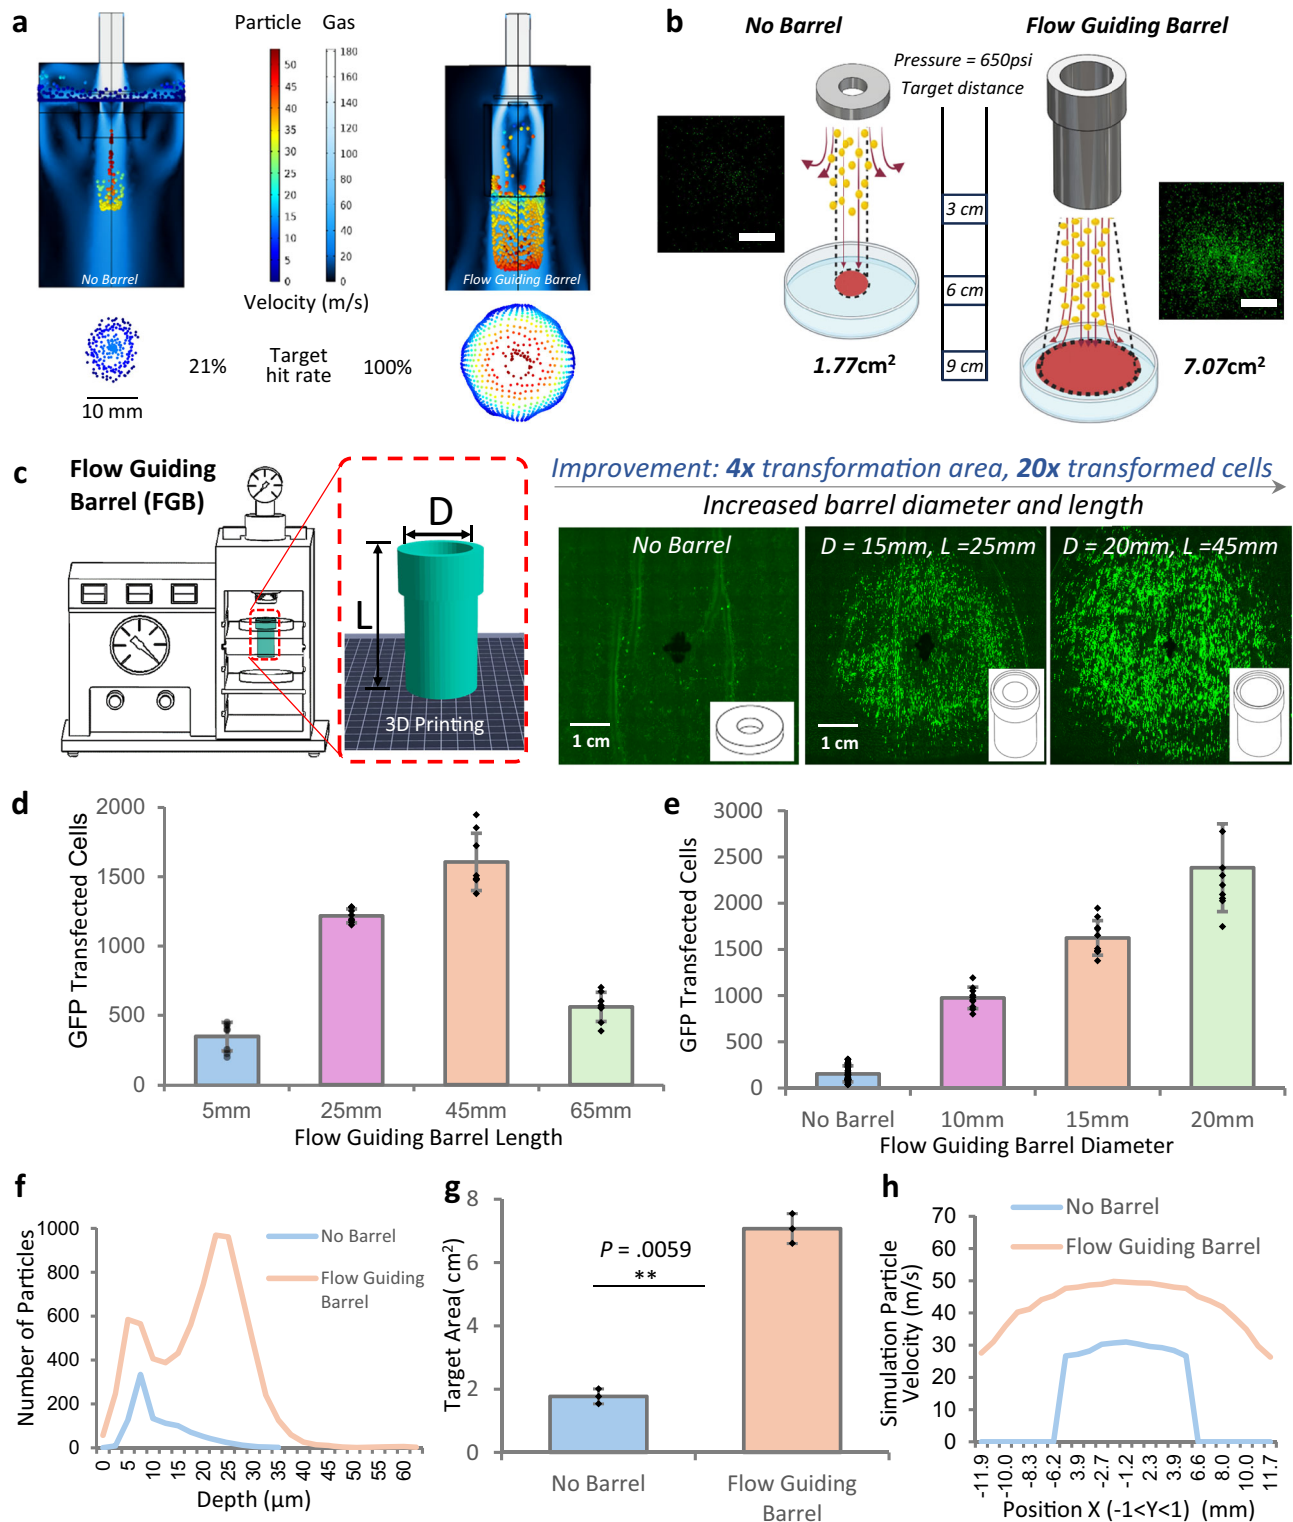 a
Particle Gas
50
45
40
35
30
25
20
15
10
5
0
180
160
140
120
100
80
60
40
20
0
No Barrel
Flow Guiding Barrel
Velocity (m/s)
21%
Target
hit rate
100%
10 mm
b
No Barrel
Flow Guiding Barrel
Pressure = 650psi
Target distance
3 cm
6 cm
9 cm
1.77cm²
7.07cm²
c
Flow Guiding
Barrel (FGB)
D
L
3D Printing
Improvement: 4x transformation area, 20x transformed cells
Increased barrel diameter and length
No Barrel
D = 15mm, L =25mm
D = 20mm, L =45mm
1 cm
1 cm
d
GFP Transfected Cells
2000
1500
1000
500
0
5mm 25mm 45mm 65mm
Flow Guiding Barrel Length
e
GFP Transfected Cells
3000
2500
2000
1500
1000
500
0
No Barrel 10mm 15mm 20mm
Flow Guiding Barrel Diameter
f
Number of Particles
1000
800
600
400
200
0
No Barrel
Flow Guiding
Barrel
0 5 10 15 20 25 30 35 40 45 50 55 60
Depth (μm)
g
Target Area( cm²)
8
6
4
2
0
P = .0059
**
No Barrel
Flow Guiding
Barrel
h
No Barrel
Flow Guiding Barrel
Simulation Particle
Velocity (m/s)
70
60
50
40
30
20
10
0
-11.9 -10.0 -8.3 -6.2 3.9 -2.7 -1.2 2.3 3.9 6.6 8.0 10.0 11.7
Position X (-1<Y<1) (mm)